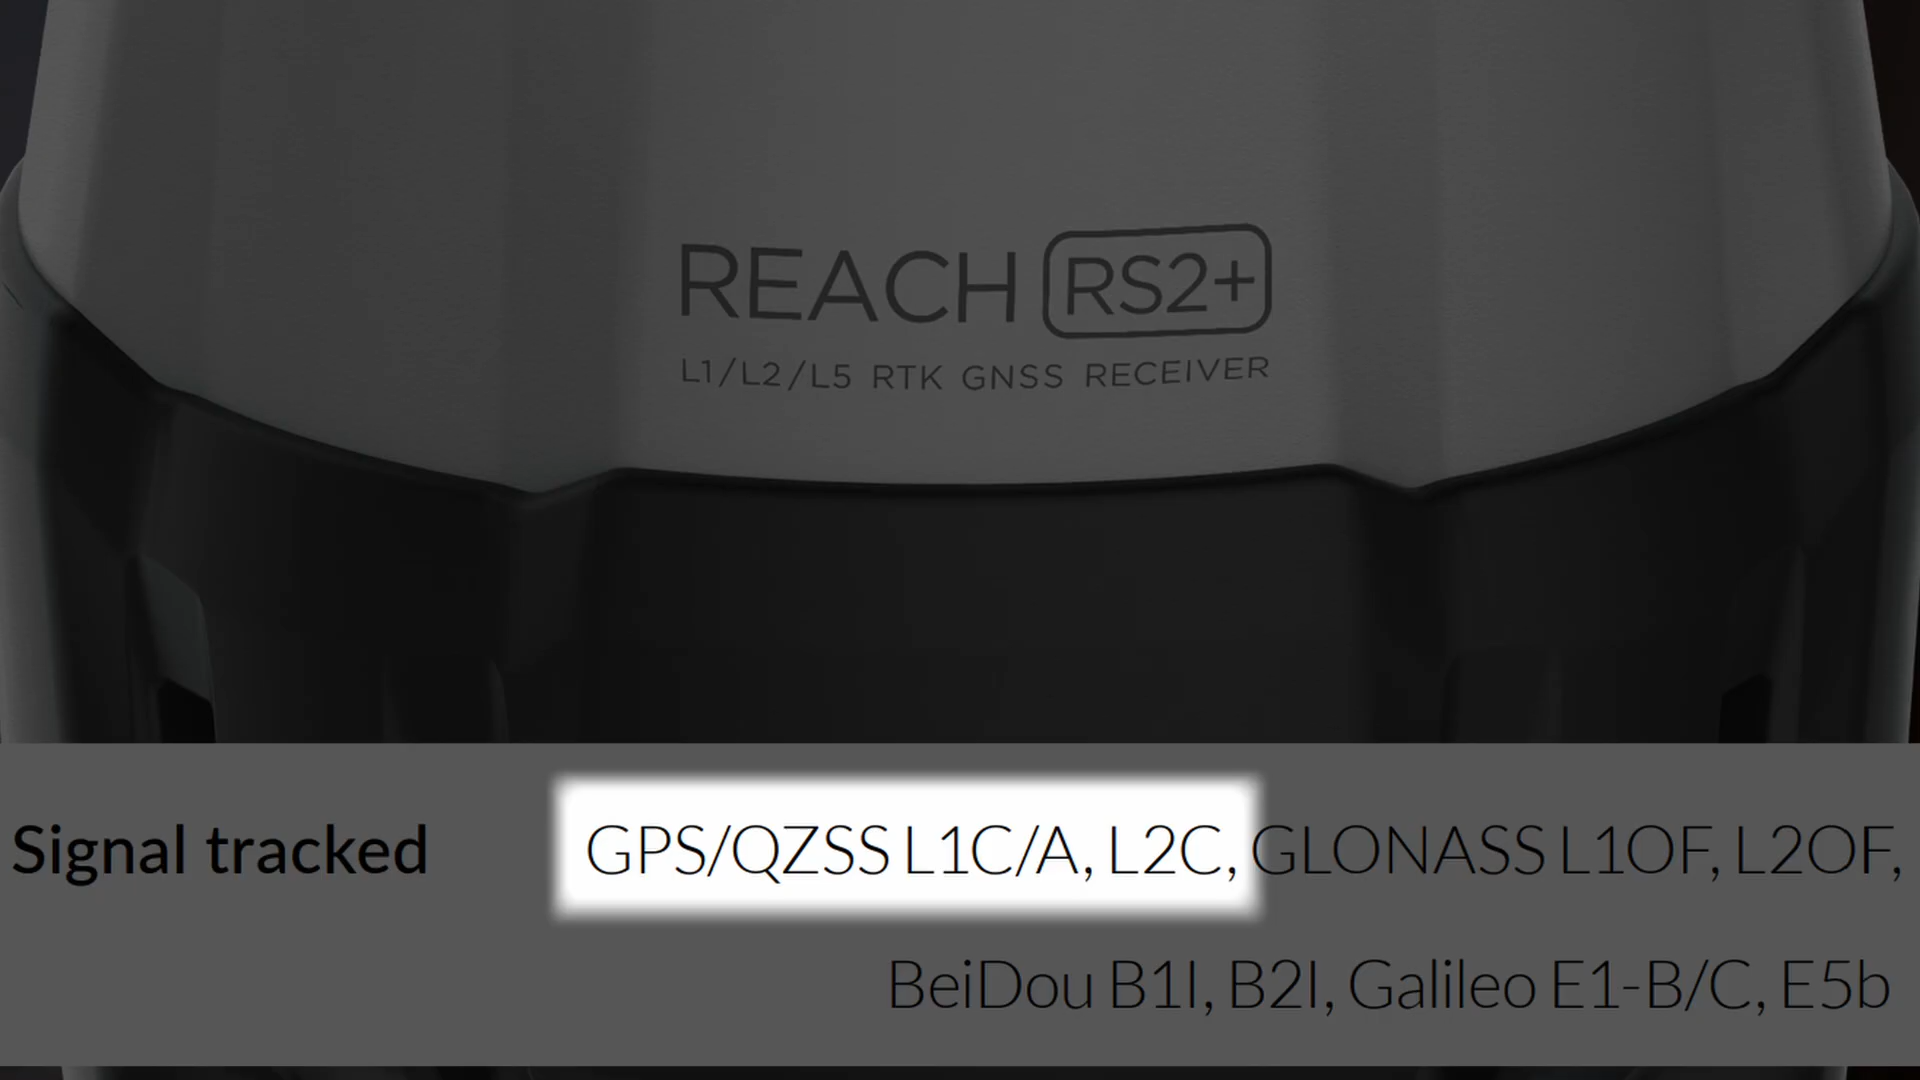 REACH RS2+
L1/L2/L5 RTK GNSS RECEIVER
Signal tracked GPS/QZSS L1C/A, L2C, GLONASS L1OF, L2OF,
BeiDou B1I, B2I, Galileo E1-B/C, E5b